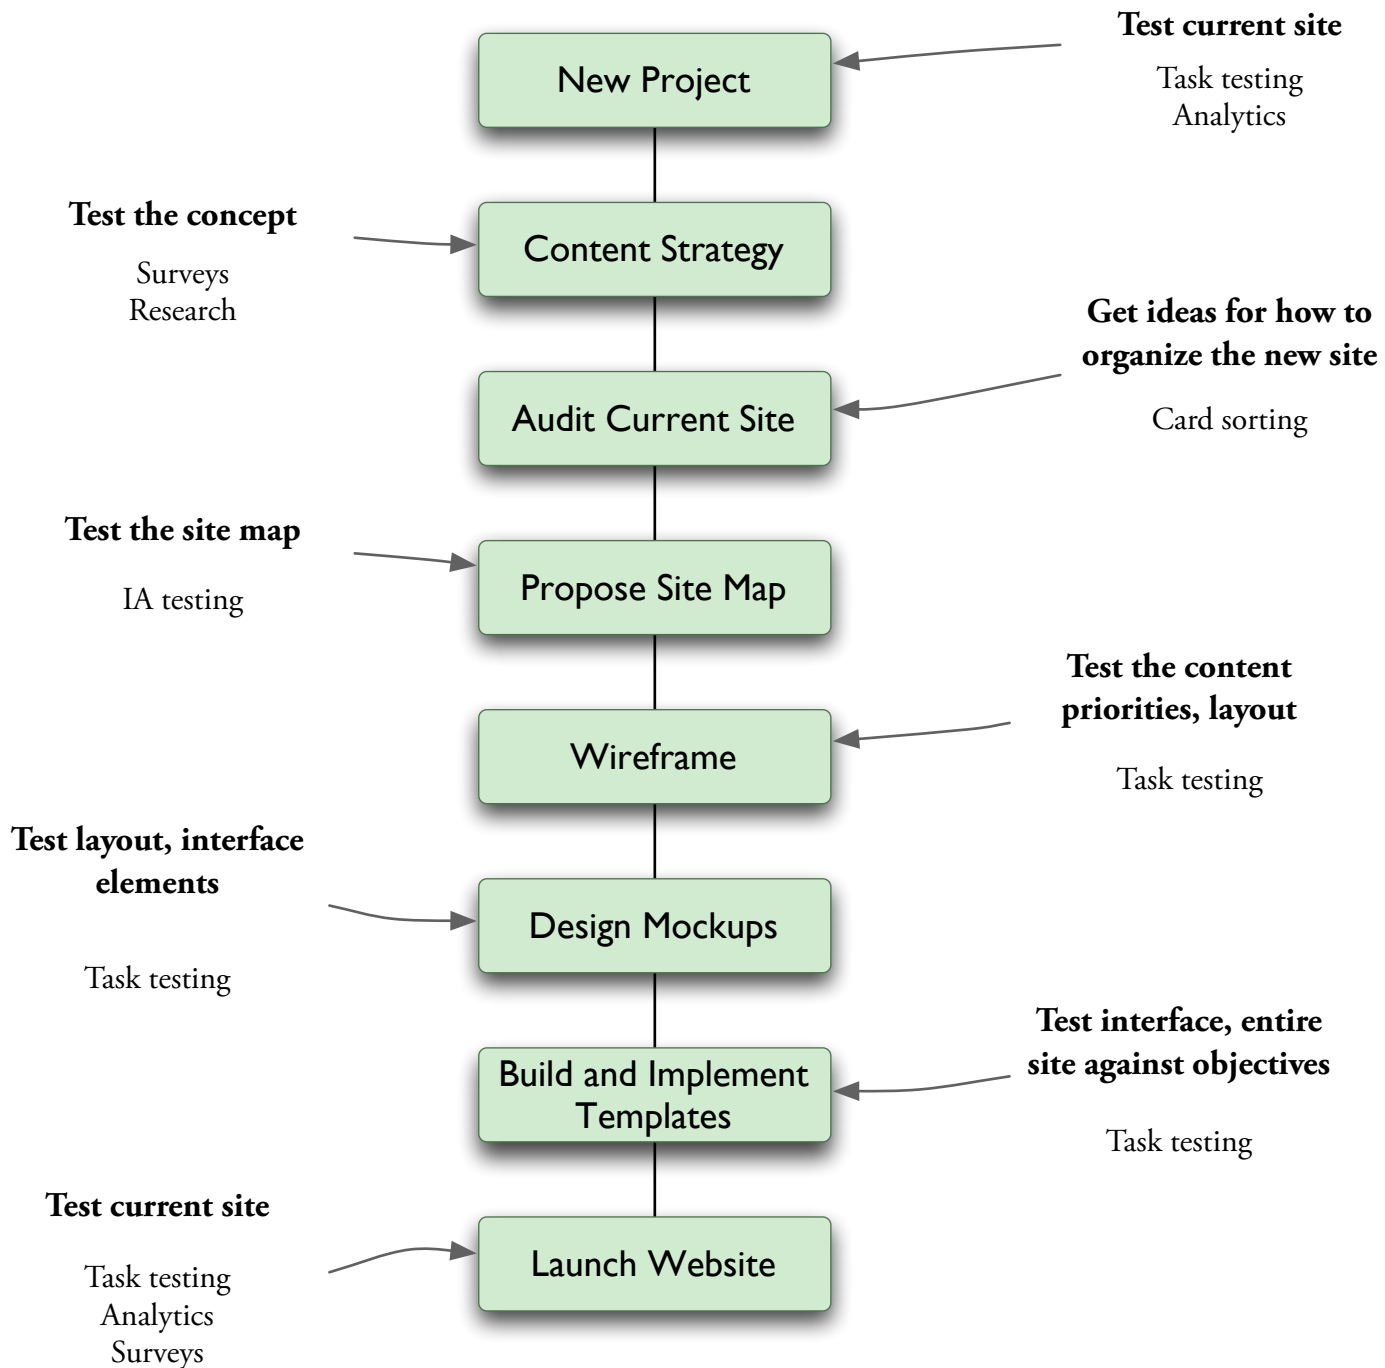 Test current site
Task testing
Analytics
New Project
Test the concept
Surveys
Research
Content Strategy
Get ideas for how to
organize the new site
Card sorting
Audit Current Site
Test the site map
IA testing
Propose Site Map
Test the content
priorities, layout
Task testing
Wireframe
Test layout, interface
elements
Task testing
Design Mockups
Test interface, entire
site against objectives
Task testing
Build and Implement
Templates
Test current site
Task testing
Analytics
Surveys
Launch Website